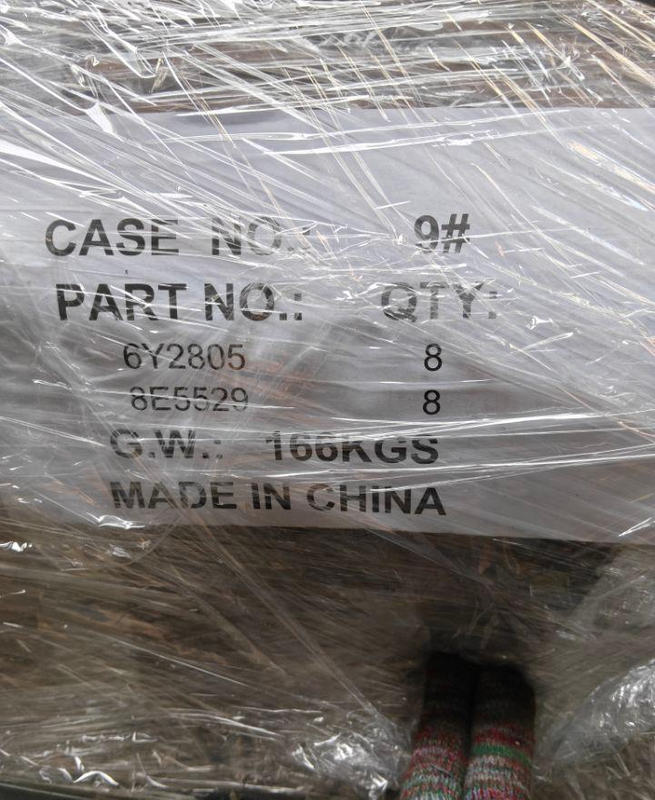 CASE NO.: 9#
PART NO.: QTY:
6Y2805 8
8E5529 8
G.W.: 166KGS
MADE IN CHINA